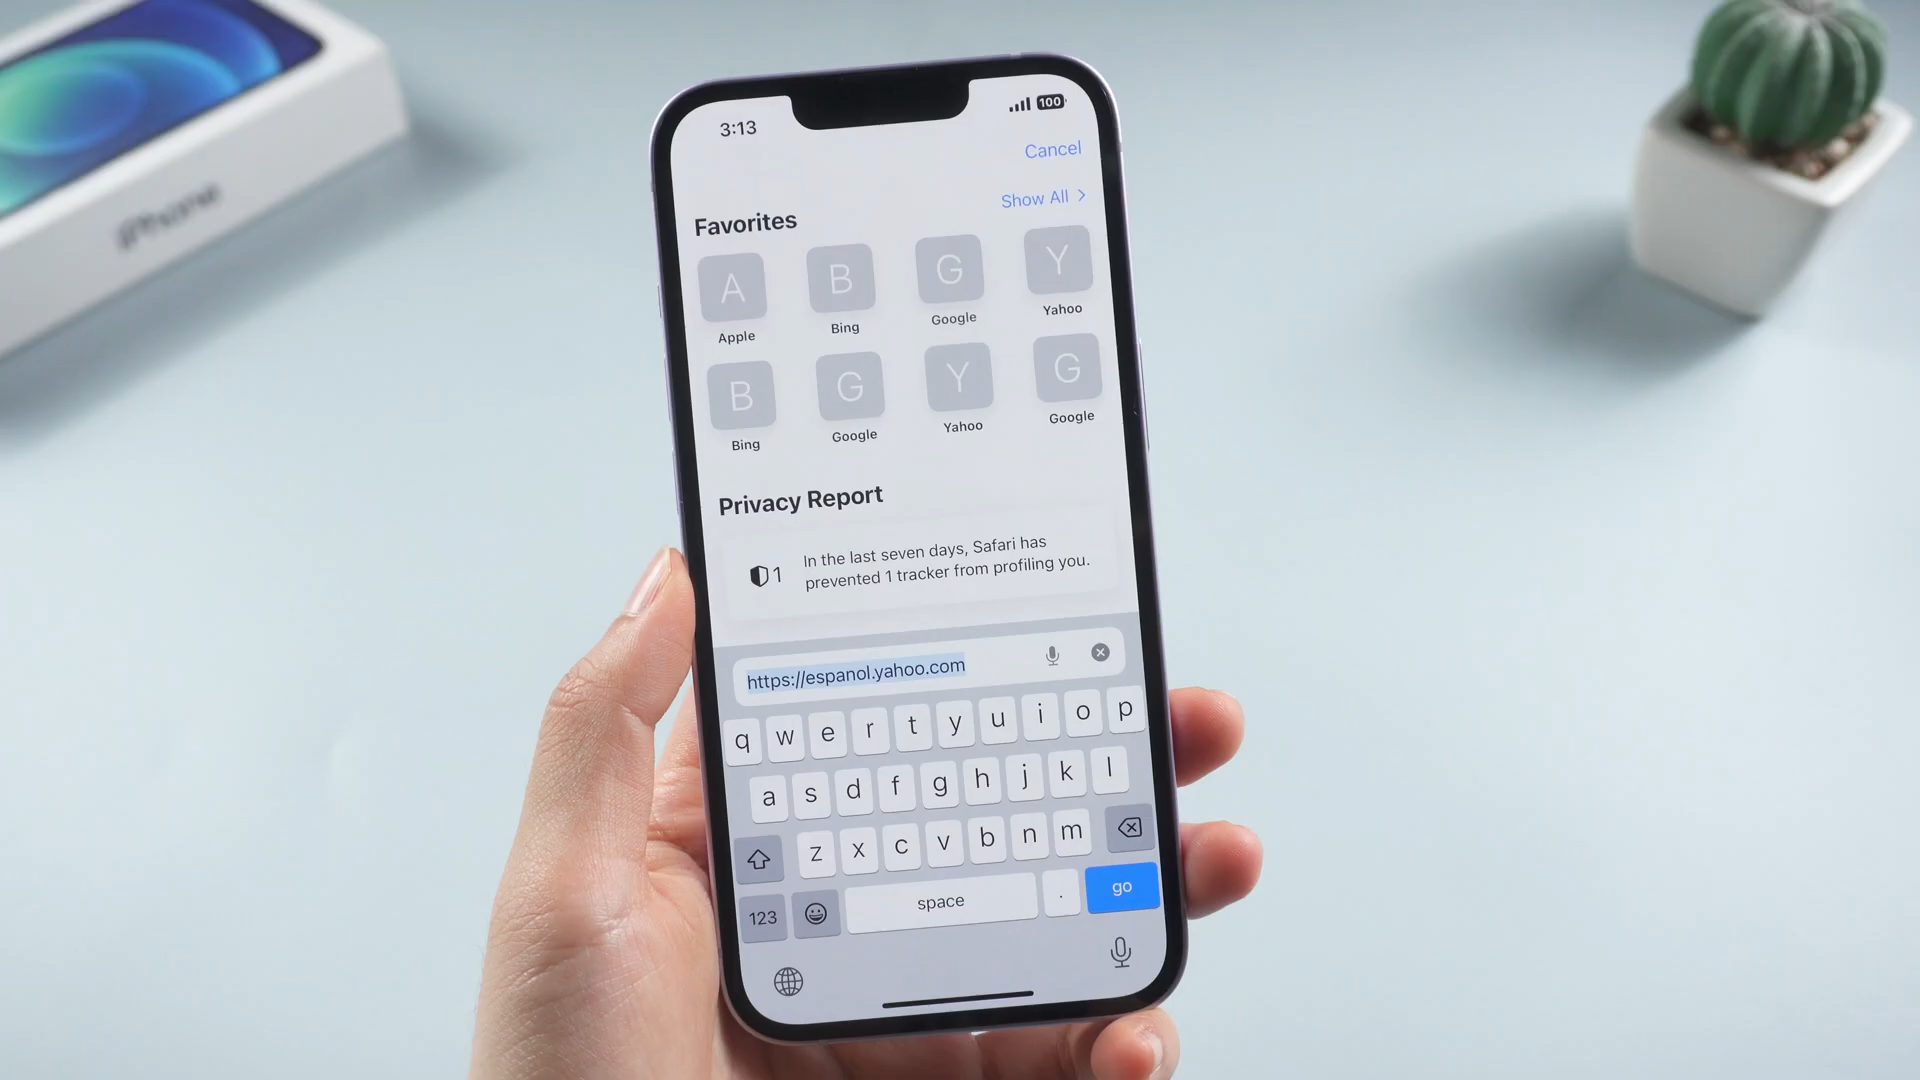 iPhone
3:13
100
Cancel
Favorites
Show All >
A B G Y
Apple Bing Google Yahoo
B G Y G
Bing Google Yahoo Google
Privacy Report
1
In the last seven days, Safari has
prevented 1 tracker from profiling you.
https://espanol.yahoo.com
q w e r t y u i o p
a s d f g h j k l
z x c v b n m
123 space . go